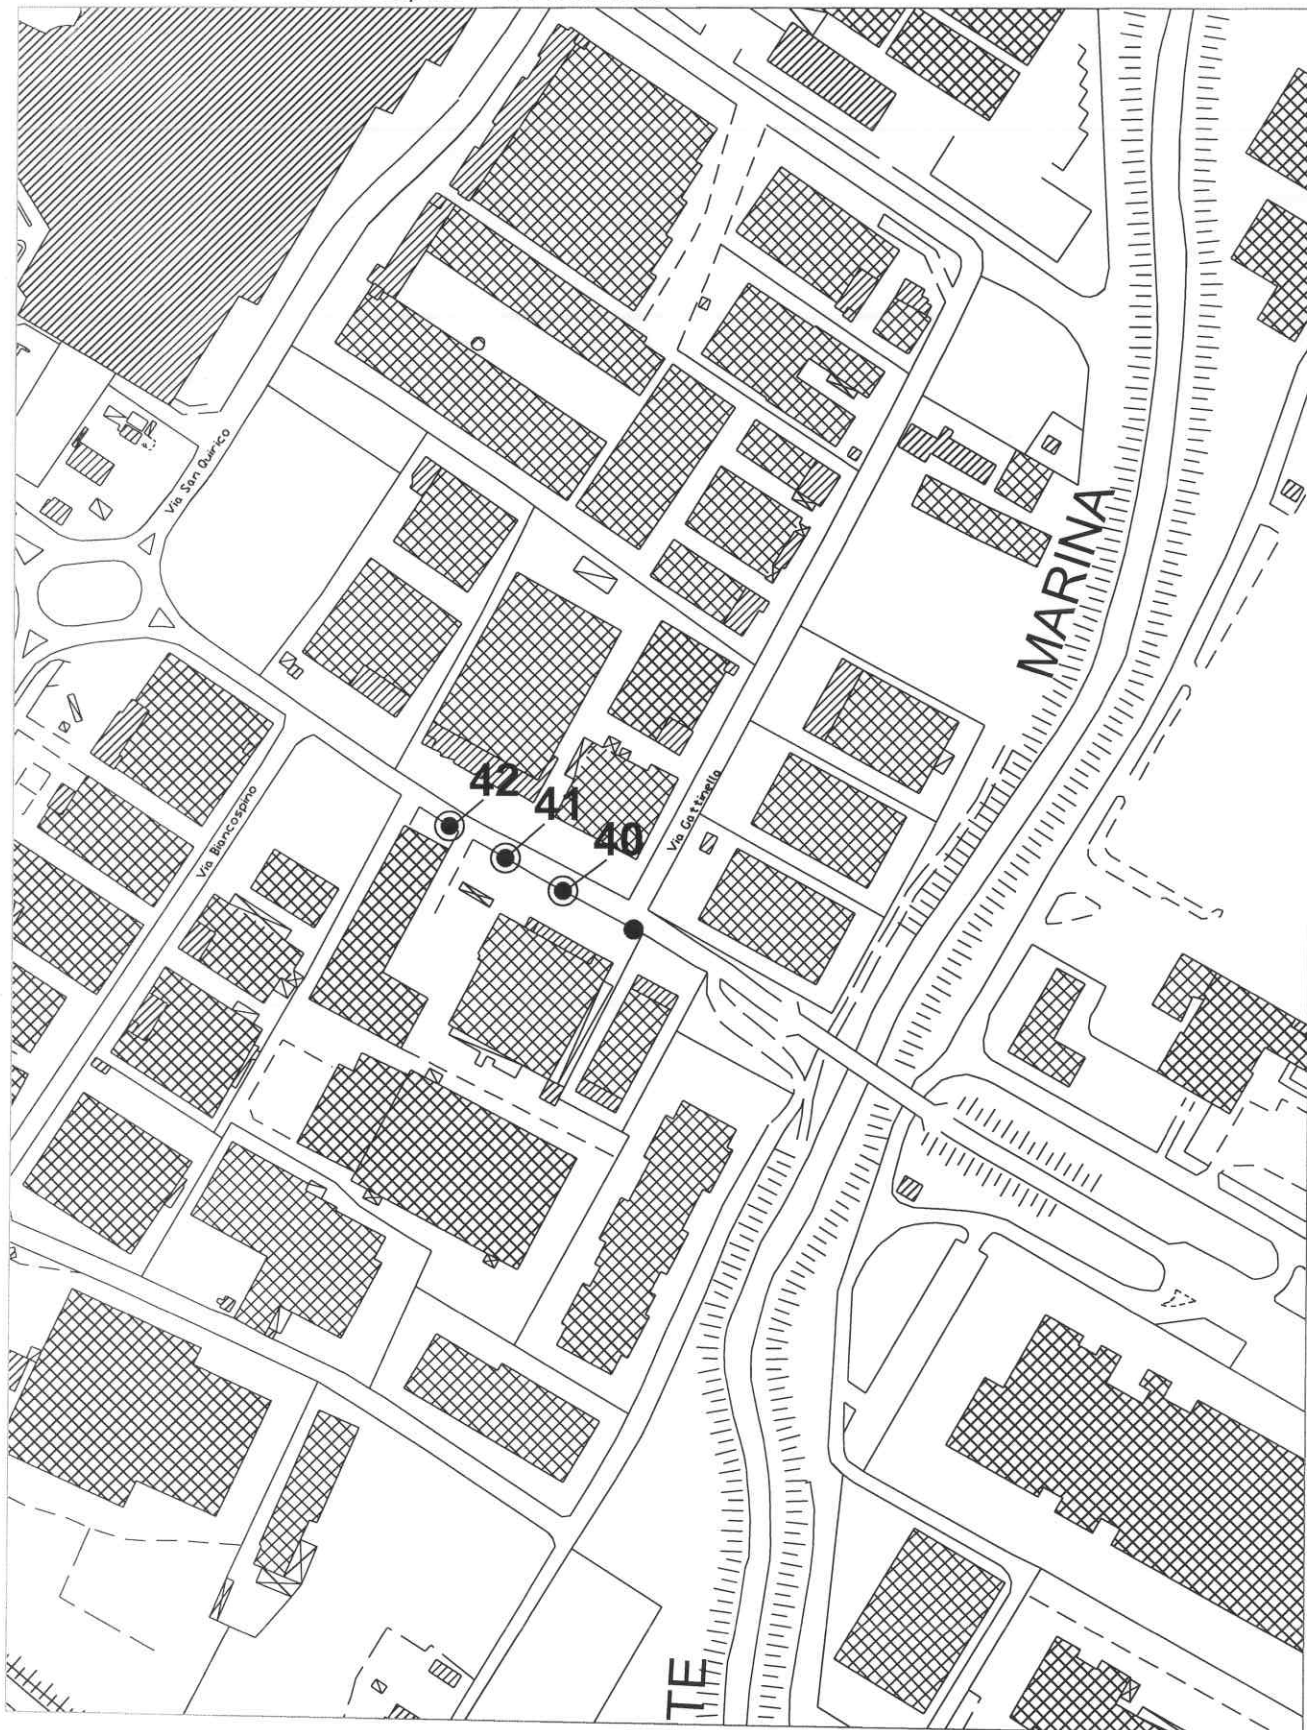 Via San Quirico
MARINA
42
41
40
Via Gattinella
Via Biancospino
TE